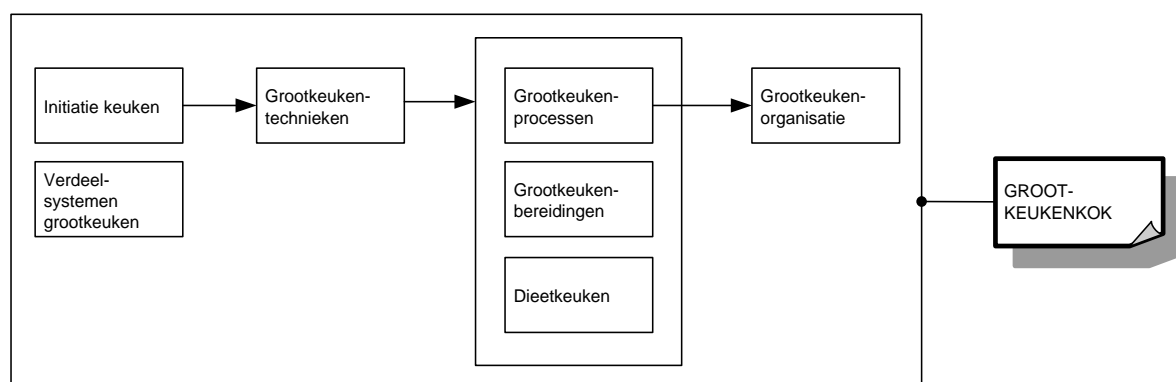 Initiatie keuken
Verdeel-
systemen
grootkeuken
Grootkeuken-
technieken
Grootkeuken-
processen
Grootkeuken-
bereidingen
Dieetkeuken
Grootkeuken-
organisatie
GROOT-
KEUKENKOK